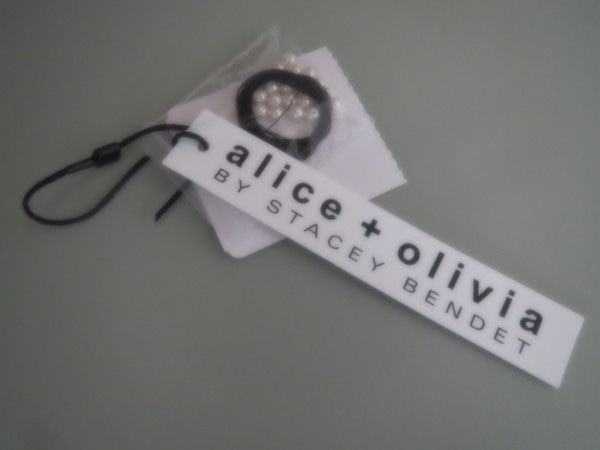 alice + olivia
BY STACEY BENDET